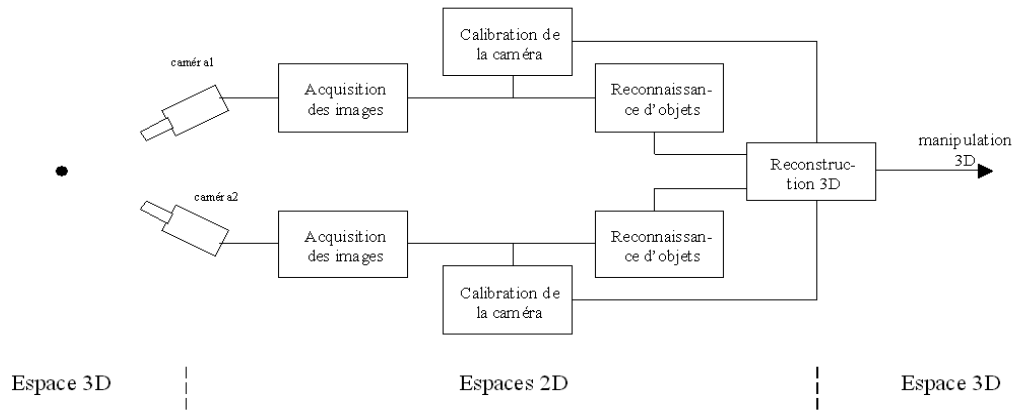 Calibration de
la caméra
caméra1
Acquisition
des images
Reconnaissan-
ce d'objets
manipulation
3D
Reconstruc-
tion 3D
caméra2
Acquisition
des images
Reconnaissan-
ce d'objets
Calibration de
la caméra
Espace 3D
Espaces 2D
Espace 3D